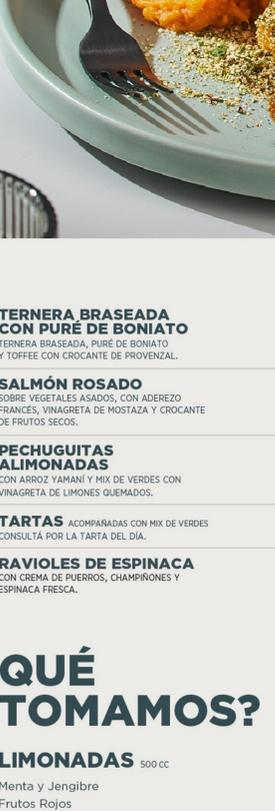 TERNERA BRASEADA
CON PURÉ DE BONIATO
TERNERA BRASEADA, PURÉ DE BONIATO
Y TOFFEE CON CROCANTE DE PROVENZAL.
SALMÓN ROSADO
SOBRE VEGETALES ASADOS, CON ADEREZO
FRANCÉS, VINAGRETA DE MOSTAZA Y CROCANTE
DE FRUTOS SECOS.
PECHUGUITAS
ALIMONADAS
CON ARROZ YAMANÍ Y MIX DE VERDES CON
VINAGRETA DE LIMONES QUEMADOS.
TARTAS ACOMPAÑADAS CON MIX DE VERDES
CONSULTÁ POR LA TARTA DEL DÍA.
RAVIOLES DE ESPINACA
CON CREMA DE PUERROS, CHAMPIÑONES Y
ESPINACA FRESCA.
QUÉ
TOMAMOS?
LIMONADAS 500 CC
Menta y Jengibre
Frutos Rojos